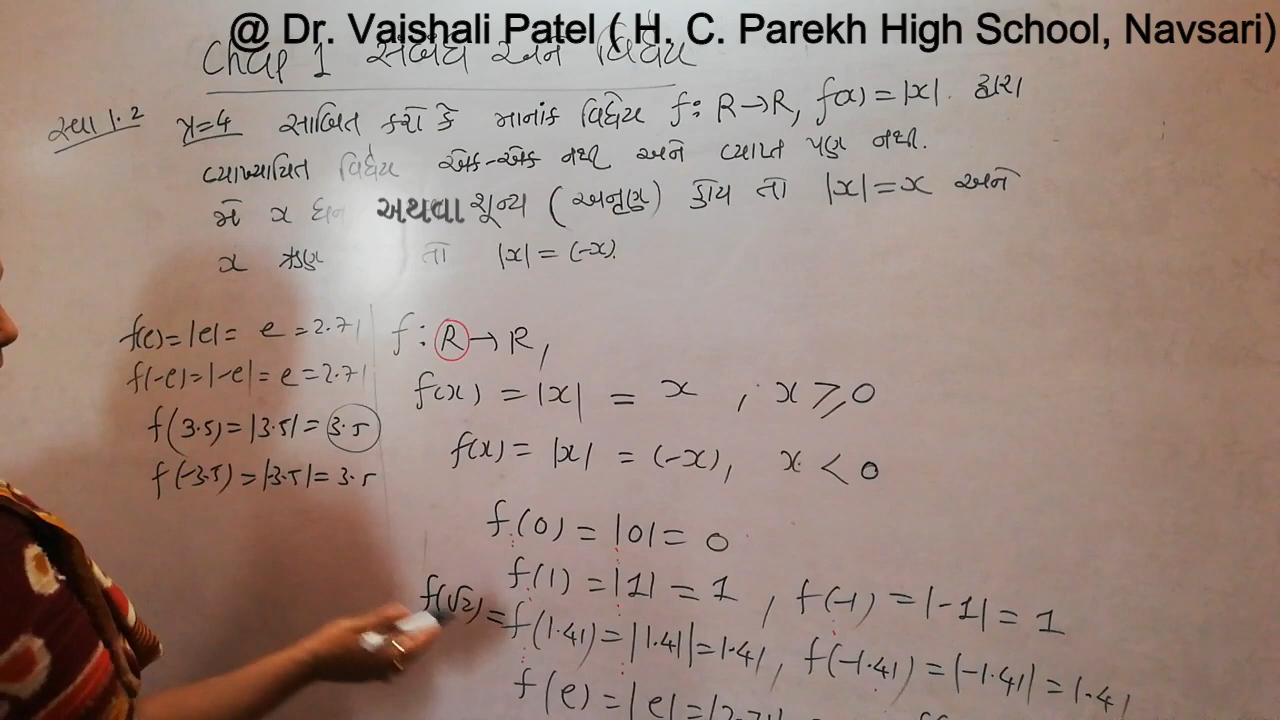 @ Dr. Vaishali Patel ( H. C. Parekh High School, Navsari)
Chap 1 સંબંધ અને વિધેય
સ્વા 1.2 પ્ર=4 સાબિત કરો કે માનાંક વિધેય f: R→R, f(x) = |x|. દ્વારા
વ્યાખ્યાયિત વિધેય એક-એક નથી અને વ્યાપ્ત પણ નથી.
જો x ધન અથવા શૂન્ય (અનૃણ) હોય તો |x| = x અને
x ઋણ તો |x| = (-x).
f(e) = |e| = e = 2.71
f(-e) = |-e| = e = 2.71
f(3.5) = |3.5| = 3.5
f(-3.5) = |-3.5| = 3.5
f : R → R,
f(x) = |x| = x , ; x ⩾ 0
f(x) = |x| = (-x), x < 0
f(0) = |0| = 0
f(1) = |1| = 1 , f(-1) = |-1| = 1
f(√2) = f(1.41) = |1.41| = 1.41, f(-1.41) = |-1.41| = 1.41
f(e) = |e| = |2.71|